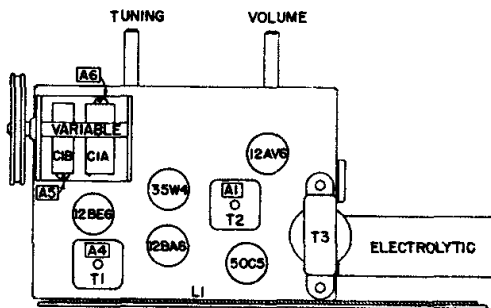 TUNING
VOLUME
A6
VARIABLE
C1B
C1A
A5
12AV6
35W4
A1
T2
12BE6
12BA6
A4
T1
50C5
T3
ELECTROLYTIC
L1